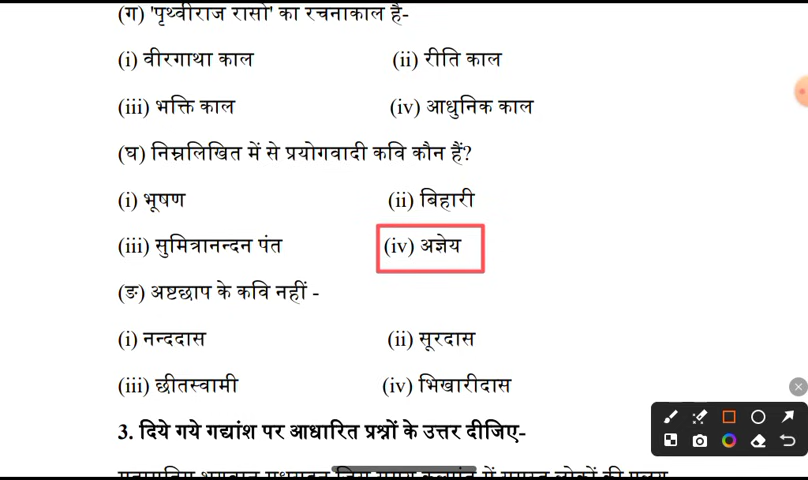 (ग) 'पृथ्वीराज रासो' का रचनाकाल है-
(i) वीरगाथा काल (ii) रीति काल
(iii) भक्ति काल (iv) आधुनिक काल
(घ) निम्नलिखित में से प्रयोगवादी कवि कौन हैं?
(i) भूषण (ii) बिहारी
(iii) सुमित्रानन्दन पंत (iv) अज्ञेय
(ङ) अष्टछाप के कवि नहीं -
(i) नन्ददास (ii) सूरदास
(iii) छीतस्वामी (iv) भिखारीदास
3. दिये गये गद्यांश पर आधारित प्रश्नों के उत्तर दीजिए-